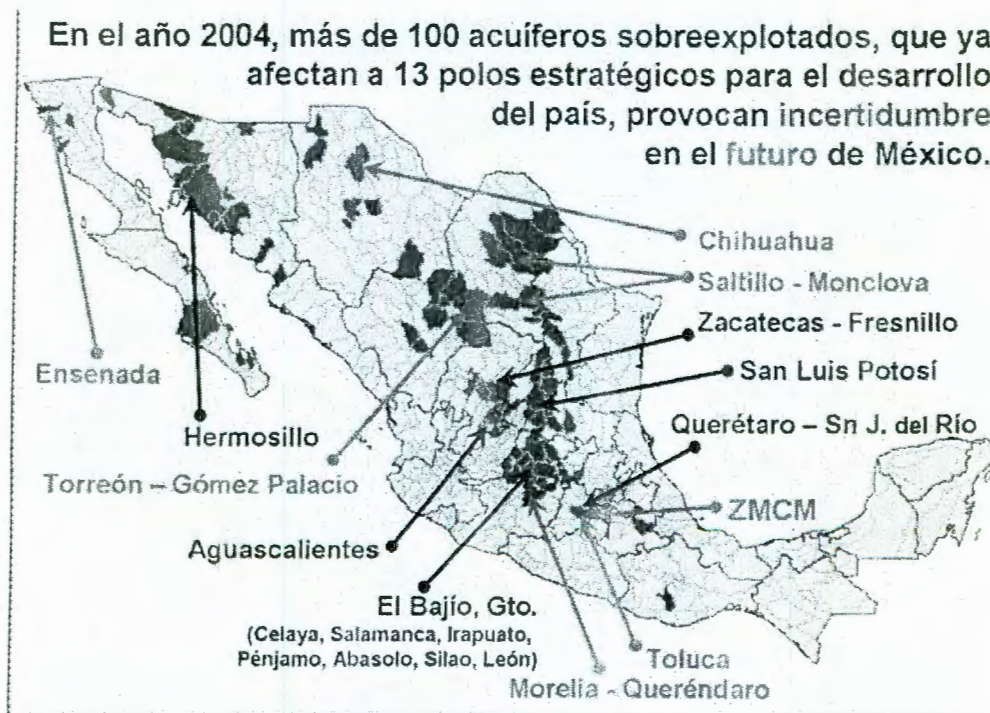 En el año 2004, más de 100 acuíferos sobreexplotados, que ya
afectan a 13 polos estratégicos para el desarrollo
del país, provocan incertidumbre
en el futuro de México.
Chihuahua
Saltillo - Monclova
Zacatecas - Fresnillo
San Luis Potosí
Ensenada
Querétaro – Sn J. del Río
Hermosillo
Torreón – Gómez Palacio
ZMCM
Aguascalientes
El Bajío, Gto.
(Celaya, Salamanca, Irapuato,
Pénjamo, Abasolo, Silao, León)
Toluca
Morelia - Queréndaro